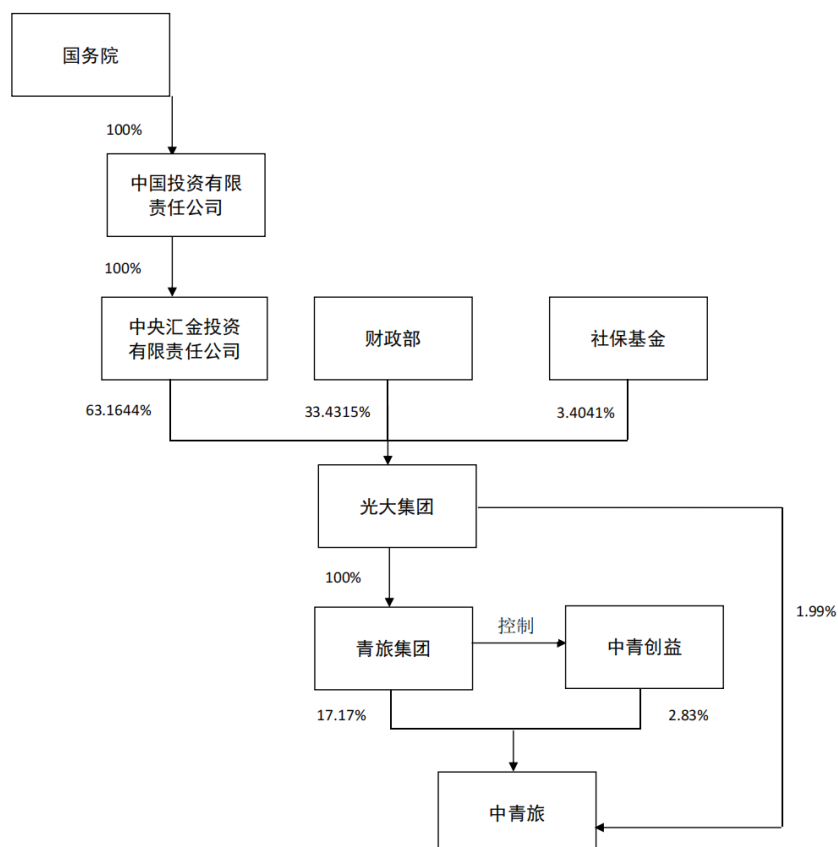 国务院
100%
中国投资有限
责任公司
100%
中央汇金投资
有限责任公司
财政部
社保基金
63.1644%
33.4315%
3.4041%
光大集团
100%
1.99%
青旅集团
控制
中青创益
17.17%
2.83%
中青旅